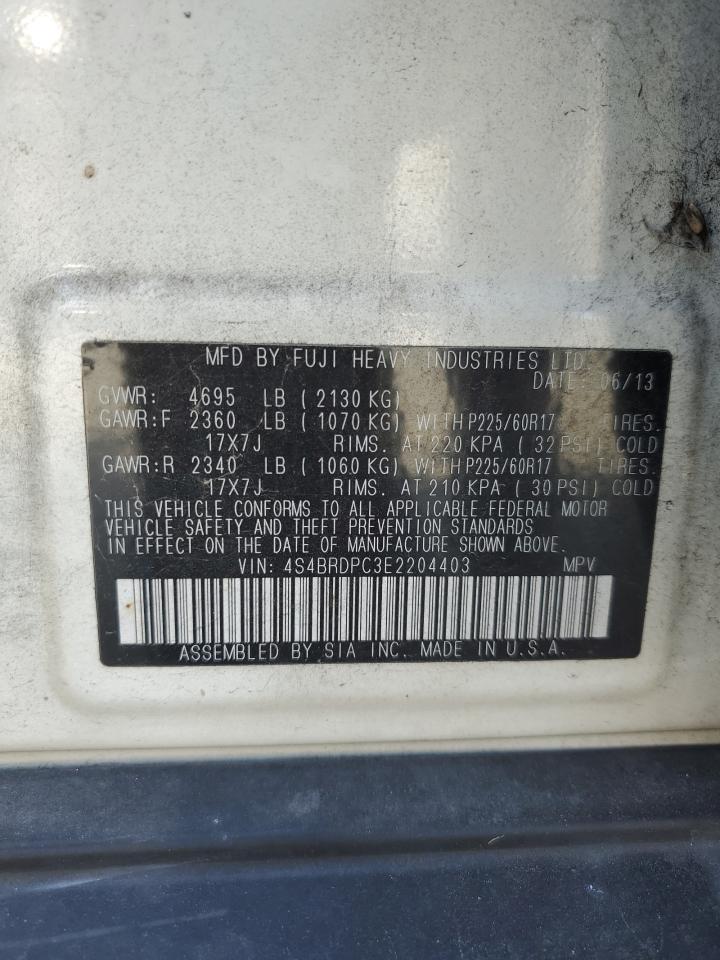 MFD BY FUJI HEAVY INDUSTRIES LTD.
DATE: 06/13
GVWR: 4695 LB (2130 KG)
GAWR:F 2360 LB (1070 KG) WITH P225/60R17 TIRES.
17X7J RIMS. AT 220 KPA (32 PSI) COLD
GAWR:R 2340 LB (1060 KG) WITH P225/60R17 TIRES.
17X7J RIMS. AT 210 KPA (30 PSI) COLD
THIS VEHICLE CONFORMS TO ALL APPLICABLE FEDERAL MOTOR
VEHICLE SAFETY AND THEFT PREVENTION STANDARDS
IN EFFECT ON THE DATE OF MANUFACTURE SHOWN ABOVE.
VIN: 4S4BRDPC3E2204403 MPV
ASSEMBLED BY SIA INC. MADE IN U.S.A.